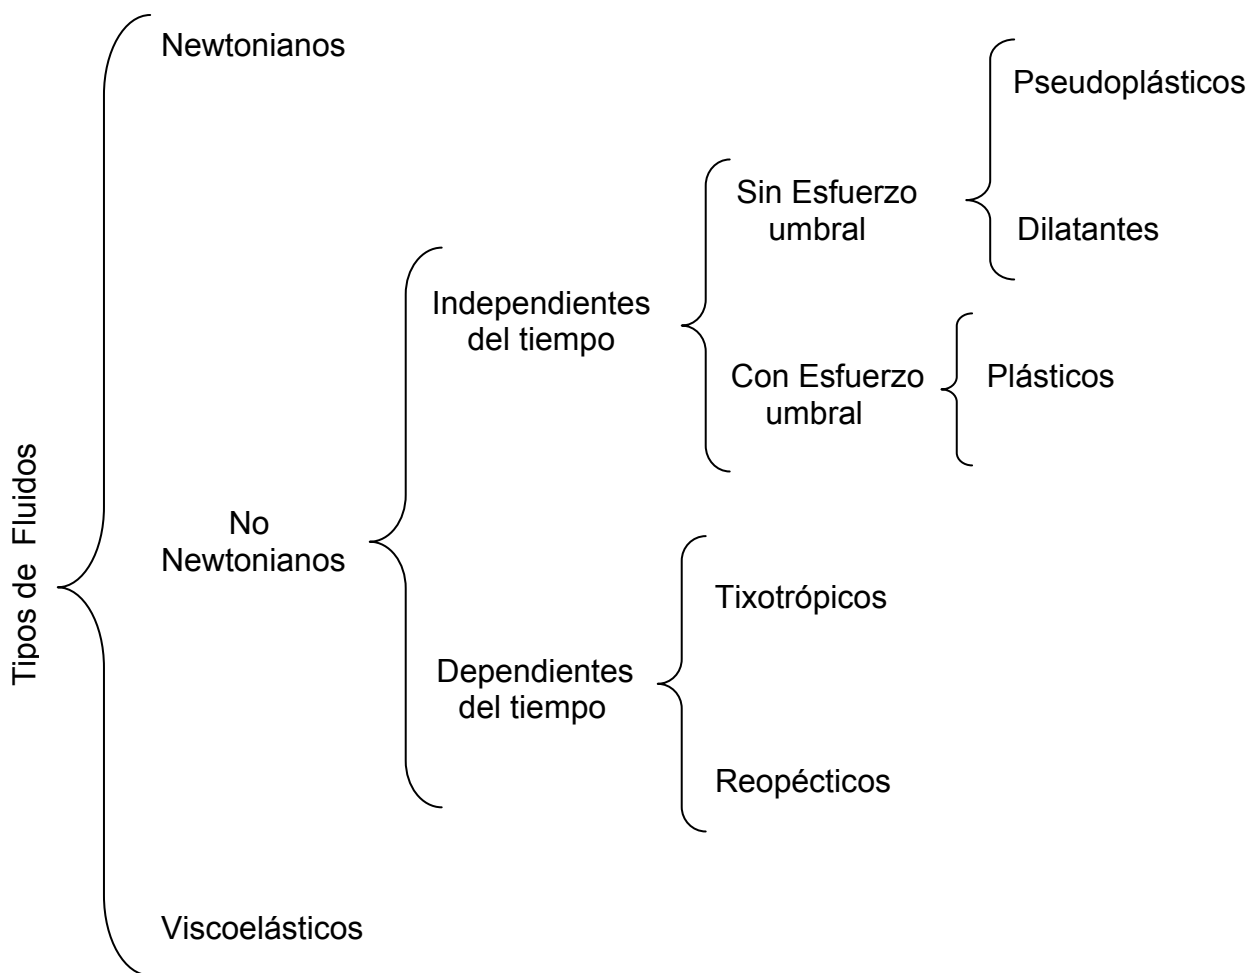 Tipos de Fluidos
Newtonianos
No
Newtonianos
Independientes
del tiempo
Sin Esfuerzo
umbral
Pseudoplásticos
Dilatantes
Con Esfuerzo
umbral
Plásticos
Dependientes
del tiempo
Tixotrópicos
Reopécticos
Viscoelásticos